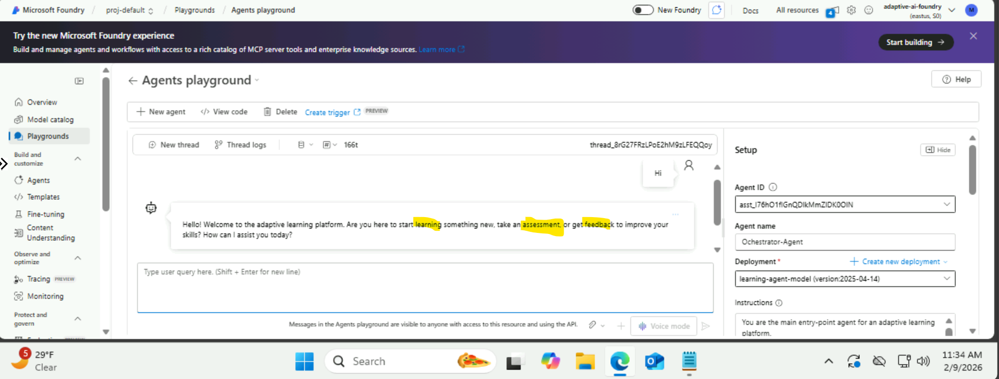 Microsoft Foundry / proj-default / Playgrounds / Agents playground
New Foundry
Docs
All resources
4
adaptive-ai-foundry
(eastus, S0)
M
Try the new Microsoft Foundry experience
Build and manage agents and workflows with access to a rich catalog of MCP server tools and enterprise knowledge sources. Learn more
Start building
Overview
Model catalog
Playgrounds
Build and
customize
Agents
Templates
Fine-tuning
Content
Understanding
Observe and
optimize
Tracing PREVIEW
Monitoring
Protect and
govern
Agents playground
Help
New agent
View code
Delete
Create trigger PREVIEW
New thread
Thread logs
166t
thread_8rG27FRzLPoE2hM9zLFEQQoy
Hi
Hello! Welcome to the adaptive learning platform. Are you here to start learning something new, take an assessment, or get feedback to improve your
skills? How can I assist you today?
Type user query here. (Shift + Enter for new line)
Messages in the Agents playground are visible to anyone with access to this resource and using the API.
Voice mode
Setup
Hide
Agent ID
asst_I76hO1flGnQDIkMmZIDK0OIN
Agent name
Ochestrator-Agent
Deployment *
Create new deployment
learning-agent-model (version:2025-04-14)
Instructions
You are the main entry-point agent for an adaptive learning
platform.
5
29°F
Clear
Search
11:34 AM
2/9/2026